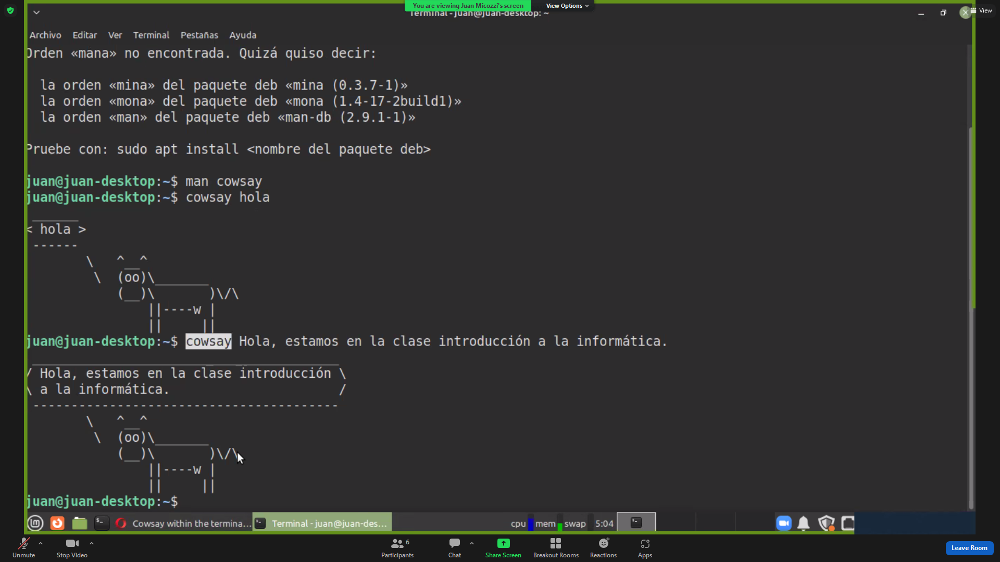 You are viewing Juan Micozzi's screen
View Options
View
Terminal - juan@juan-desktop: ~
Archivo Editar Ver Terminal Pestañas Ayuda
Orden «mana» no encontrada. Quizá quiso decir:
la orden «mina» del paquete deb «mina (0.3.7-1)»
la orden «mona» del paquete deb «mona (1.4-17-2build1)»
la orden «man» del paquete deb «man-db (2.9.1-1)»
Pruebe con: sudo apt install <nombre del paquete deb>
juan@juan-desktop:~$ man cowsay
juan@juan-desktop:~$ cowsay hola
 ______
< hola >
 ------
        \   ^__^
         \  (oo)\_______
            (__)\       )\/\
                ||----w |
                ||     ||
juan@juan-desktop:~$ cowsay Hola, estamos en la clase introducción a la informática.
 ________________________________________
/ Hola, estamos en la clase introducción \
\ a la informática.                      /
 ----------------------------------------
        \   ^__^
         \  (oo)\_______
            (__)\       )\/\
                ||----w |
                ||     ||
juan@juan-desktop:~$
Cowsay within the termina... Terminal - juan@juan-des... cpu mem swap 5:04
Unmute Stop Video Participants 6 Chat Share Screen Breakout Rooms Reactions Apps Leave Room